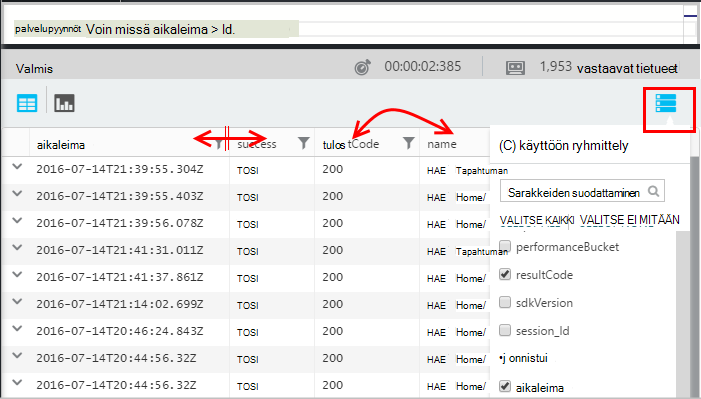 palvelupyynnöt Voin missä aikaleima > Id.
Valmis 00:00:02:385 1,953 vastaavat tietueet
aikaleima success tulos tCode name
(C) käyttöön ryhmittely
2016-07-14T21:39:55.304Z TOSI 200 HAE Tapahtuman
2016-07-14T21:39:55.403Z TOSI 200 HAE Home/
Sarakkeiden suodattaminen
2016-07-14T21:39:56.078Z TOSI 200 HAE Home/
VALITSE KAIKKI VALITSE EI MITÄÄN
2016-07-14T21:41:31.011Z TOSI 200 HAE Tapahtuman
performanceBucket
2016-07-14T21:41:37.861Z TOSI 200 HAE Home/
resultCode
2016-07-14T21:14:02.699Z TOSI 200 HAE Home/
sdkVersion
2016-07-14T20:46:24.843Z TOSI 200 HAE Home/
session_Id
2016-07-14T20:44:56.32Z TOSI 200 HAE Home/
•j onnistui
2016-07-14T20:44:56.32Z TOSI 200 HAE Home/
aikaleima